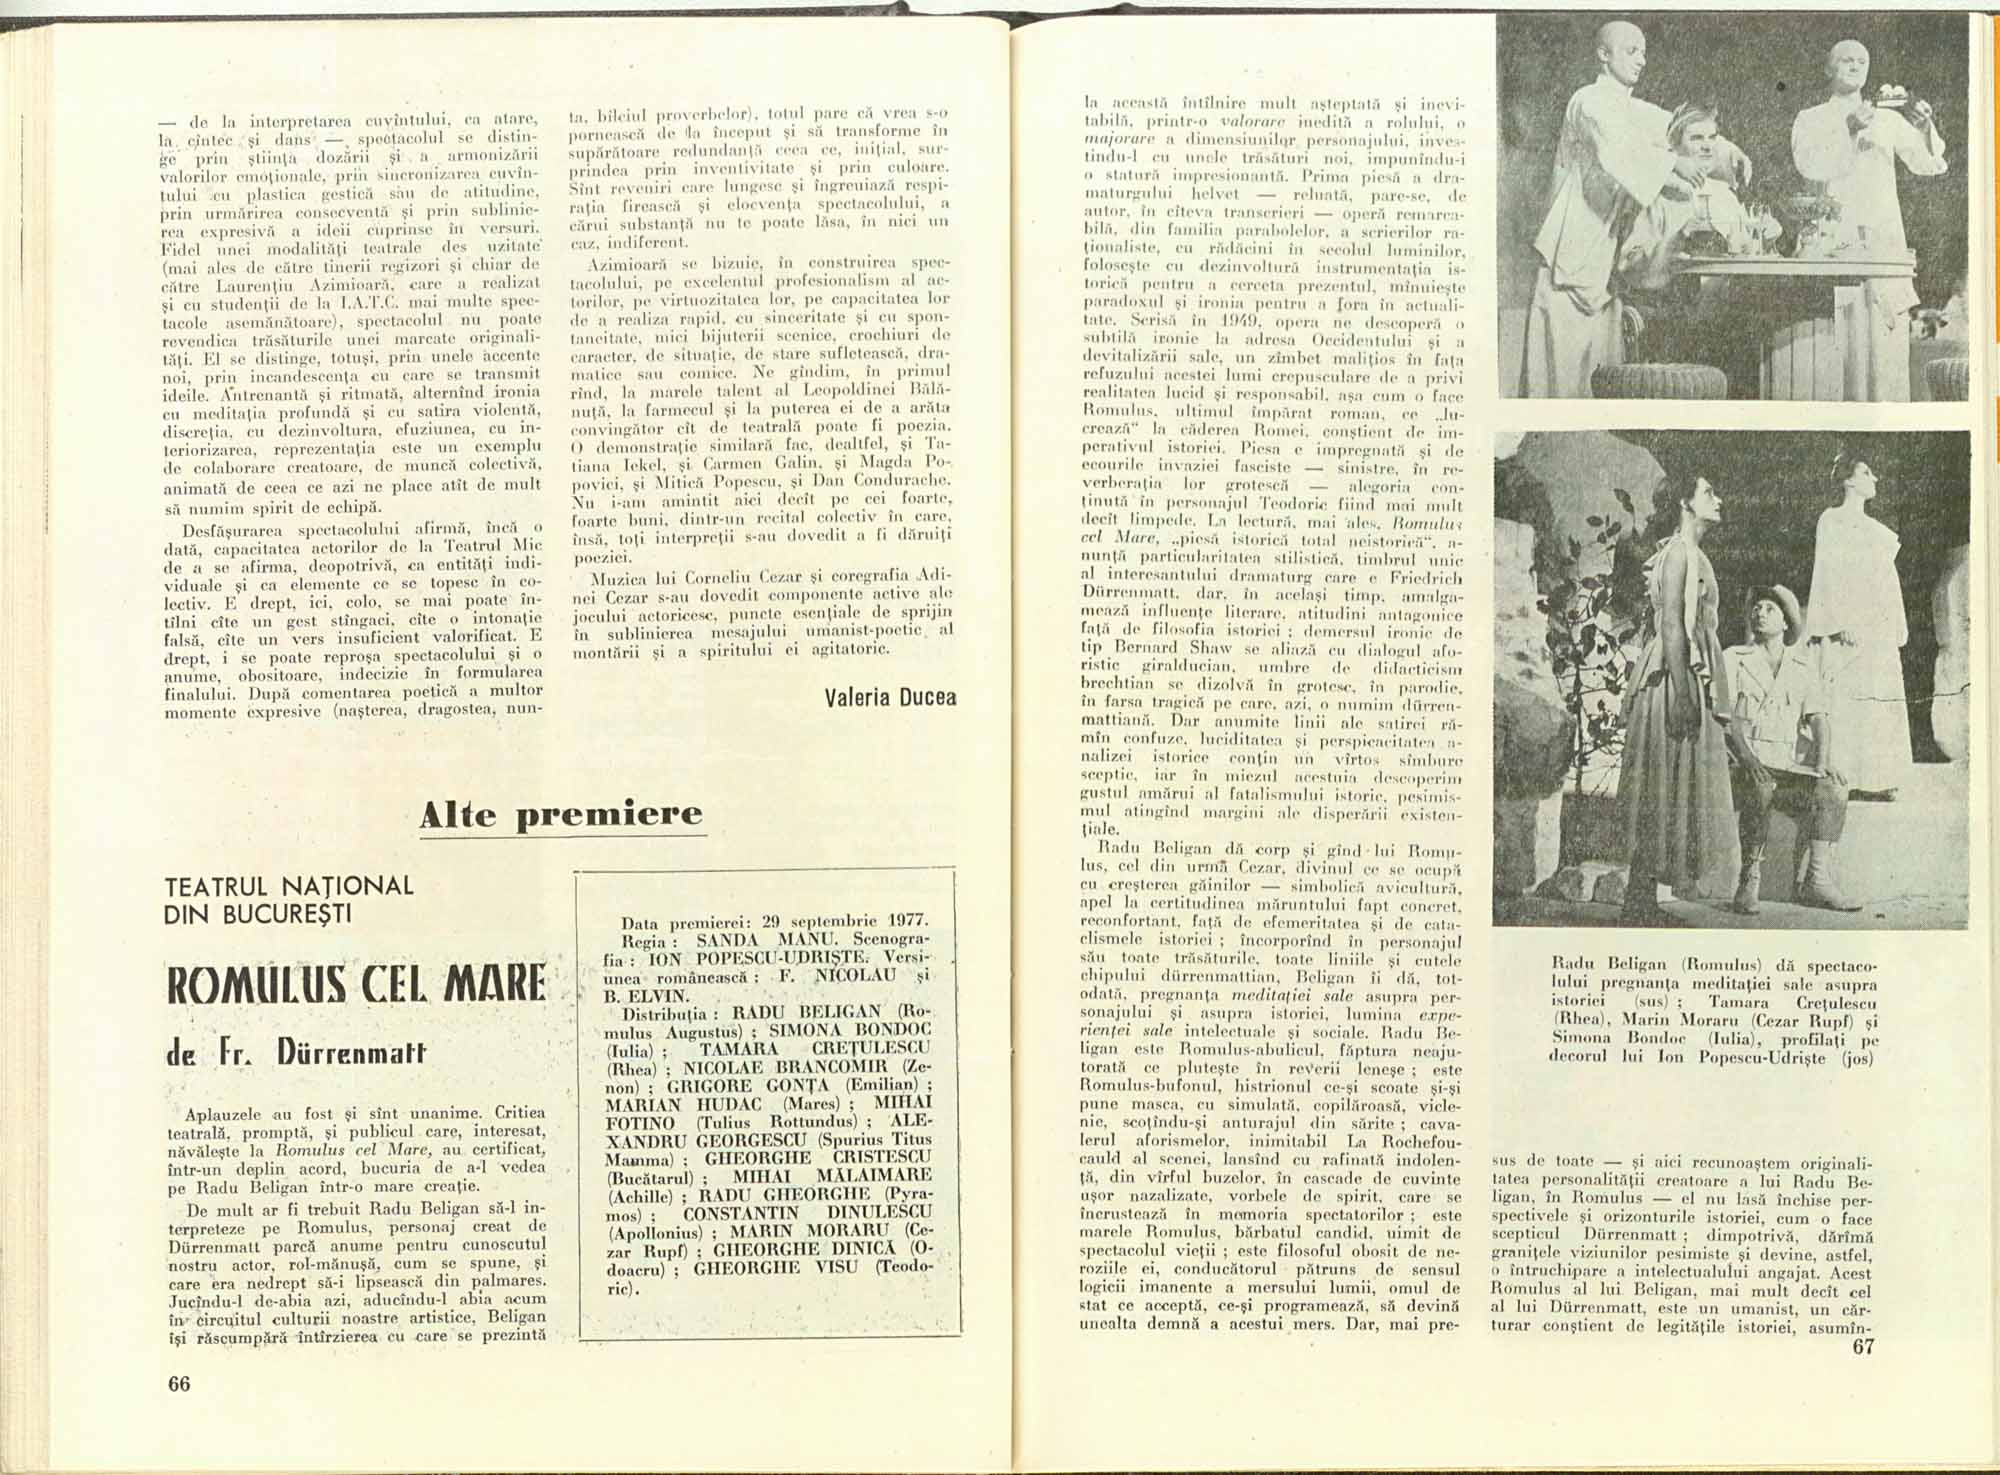 — de la interpretarea cuvîntului, ca atare,
la cîntec și dans — spectacolul se distin-
ge prin știința dozării și a armonizării
valorilor emoționale, prin sincronizarea cuvîn-
tului cu plastica gestică sau de atitudine,
prin urmărirea consecventă și prin sublinie-
rea expresivă a ideii cuprinse în versuri.
Fidel unei modalități teatrale des uzitate
(mai ales de către tinerii regizori și chiar de
către Laurențiu Azimioară, care a realizat
și cu studenții de la I.A.T.C. mai multe spec-
tacole asemănătoare), spectacolul nu poate
revendica trăsăturile unei marcate originali-
tăți. El se distinge, totuși, prin unele accente
noi, prin incandescența cu care se transmit
ideile. Antrenantă și ritmată, alternînd ironia
cu meditația profundă și cu satira violentă,
discreția, cu dezinvoltura, efuziunea, cu in-
teriorizarea, reprezentația este un exemplu
de colaborare creatoare, de muncă colectivă,
animată de ceea ce azi ne place atît de mult
să numim spirit de echipă.
Desfășurarea spectacolului afirmă, încă o
dată, capacitatea actorilor de la Teatrul Mic
de a se afirma, deopotrivă, ca entități indi-
viduale și ca elemente ce se topesc în co-
lectiv. E drept, ici, colo, se mai poate în-
tîlni cîte un gest stîngaci, cîte o intonație
falsă, cîte un vers insuficient valorificat. E
drept, i se poate reproșa spectacolului și o
anume, obositoare, indecizie în formularea
finalului. După comentarea poetică a multor
momente expresive (nașterea, dragostea, nun-
ta, bîlciul proverbelor), totul pare că vrea s-o
pornească de la început și să transforme în
supărătoare redundanță ceea ce, inițial, sur-
prindea prin inventivitate și prin culoare.
Sînt reveniri care lungesc și îngreuiază respi-
rația firească și elocvența spectacolului, a
cărui substanță nu te poate lăsa, în nici un
caz, indiferent.
Azimioară se bizuie, în construirea spec-
tacolului, pe excelentul profesionalism al ac-
torilor, pe virtuozitatea lor, pe capacitatea lor
de a realiza rapid, cu sinceritate și cu spon-
taneitate, mici bijuterii scenice, crochiuri de
caracter, de situație, de stare sufletească, dra-
matice sau comice. Ne gîndim, în primul
rînd, la marele talent al Leopoldinei Bălă-
nuță, la farmecul și la puterea ei de a arăta
convingător cît de teatrală poate fi poezia.
O demonstrație similară fac, dealtfel, și Ta-
tiana Iekel, și Carmen Galin, și Magda Po-
povici, și Mitică Popescu, și Dan Condurache.
Nu i-am amintit aici decît pe cei foarte,
foarte buni, dintr-un recital colectiv în care,
însă, toți interpreții s-au dovedit a fi dăruiți
poeziei.
Muzica lui Corneliu Cezar și coregrafia Adi-
nei Cezar s-au dovedit componente active ale
jocului actoricesc, puncte esențiale de sprijin
în sublinierea mesajului umanist-poetic al
montării și a spiritului ei agitatoric.
Valeria Ducea
Alte premiere
TEATRUL NAȚIONAL
DIN BUCUREȘTI
ROMULUS CEL MARE
de Fr. Dürrenmatt
Aplauzele au fost și sînt unanime. Critica
teatrală, promptă, și publicul care, interesat,
năvălește la Romulus cel Mare, au certificat,
într-un deplin acord, bucuria de a-l vedea
pe Radu Beligan într-o mare creație.
De mult ar fi trebuit Radu Beligan să-l in-
terpreteze pe Romulus, personaj creat de
Dürrenmatt parcă anume pentru cunoscutul
nostru actor, rol-mănușă, cum se spune, și
care era nedrept să-i lipsească din palmares.
Jucîndu-l de-abia azi, aducîndu-l abia acum
în circuitul culturii noastre artistice, Beligan
își răscumpără întîrzierea cu care se prezintă
Data premierei: 29 septembrie 1977.
Regia : SANDA MANU. Scenogra-
fia : ION POPESCU-UDRIȘTE. Versi-
unea românească : F. NICOLAU și
B. ELVIN.
Distribuția : RADU BELIGAN (Ro-
mulus Augustus) ; SIMONA BONDOC
(Iulia) ; TAMARA CREȚULESCU
(Rhea) ; NICOLAE BRANCOMIR (Ze-
non) ; GRIGORE GONȚA (Emilian) ;
MARIAN HUDAC (Mares) ; MIHAI
FOTINO (Tulius Rottundus) ; ALE-
XANDRU GEORGESCU (Spurius Titus
Mamma) ; GHEORGHE CRISTESCU
(Bucătarul) ; MIHAI MĂLAIMARE
(Achille) ; RADU GHEORGHE (Pyra-
mos) ; CONSTANTIN DINULESCU
(Apollonius) ; MARIN MORARU (Ce-
zar Rupf) ; GHEORGHE DINICĂ (O-
doacru) ; GHEORGHE VISU (Teodo-
ric).
66
la această întîlnire mult așteptată și inevi-
tabilă, printr-o valorare inedită a rolului, o
majorare a dimensiunilor personajului, inves-
tindu-l cu unele trăsături noi, impunîndu-i
o statură impresionantă. Prima piesă a dra-
maturgului helvet — reluată, pare-se, de
autor, în cîteva transcrieri — operă remarca-
bilă, din familia parabolelor, a scrierilor ra-
ționaliste, cu rădăcini în secolul luminilor,
folosește cu dezinvoltură instrumentația is-
torică pentru a cerceta prezentul, mînuiește
paradoxul și ironia pentru a fora în actuali-
tate. Scrisă în 1949, opera ne descoperă o
subtilă ironie la adresa Occidentului și a
devitalizării sale, un zîmbet malițios în fața
refuzului acestei lumi crepusculare de a privi
realitatea lucid și responsabil, așa cum o face
Romulus, ultimul împărat roman, ce „lu-
crează“ la căderea Romei, conștient de im-
perativul istoriei. Piesa e impregnată și de
ecourile invaziei fasciste — sinistre, în re-
verberația lor grotescă — alegoria con-
ținută în personajul Teodoric fiind mai mult
decît limpede. La lectură, mai ales, Romulus
cel Mare, „piesă istorică total neistorică“, a-
nunță particularitatea stilistică, timbrul unic
al interesantului dramaturg care e Friedrich
Dürrenmatt, dar, în același timp, amalga-
mează influențe literare, atitudini antagonice
față de filosofia istoriei ; demersul ironic de
tip Bernard Shaw se aliază cu dialogul afo-
ristic giralducian, umbre de didacticism
brechtian se dizolvă în grotesc, în parodie,
în farsa tragică pe care, azi, o numim dürren-
mattiană. Dar anumite linii ale satirei ră-
mîn confuze, luciditatea și perspicacitatea a-
nalizei istorice conțin un vîrtos sîmbure
sceptic, iar în miezul acestuia descoperim
gustul amărui al fatalismului istoric, pesimis-
mul atingînd margini ale disperării existen-
țiale.
Radu Beligan dă corp și gînd lui Romu-
lus, cel din urmă Cezar, divinul ce se ocupă
cu creșterea găinilor — simbolică avicultură,
apel la certitudinea măruntului fapt concret,
reconfortant, față de efemeritatea și de cata-
clismele istoriei ; încorporînd în personajul
său toate trăsăturile, toate liniile și cutele
chipului dürrenmattian, Beligan îi dă, tot-
odată, pregnanța meditației sale asupra per-
sonajului și asupra istoriei, lumina expe-
rienței sale intelectuale și sociale. Radu Be-
ligan este Romulus-abulicul, făptura neaju-
torată ce plutește în reverii leneșe ; este
Romulus-bufonul, histrionul ce-și scoate și-și
pune masca, cu simulată, copilăroasă, vicle-
nie, scoțîndu-și anturajul din sărite ; cava-
lerul aforismelor, inimitabil La Rochefou-
cauld al scenei, lansînd cu rafinată indolen-
ță, din vîrful buzelor, în cascade de cuvinte
ușor nazalizate, vorbele de spirit, care se
încrustează în memoria spectatorilor ; este
marele Romulus, bărbatul candid, uimit de
spectacolul vieții ; este filosoful obosit de ne-
roziile ei, conducătorul pătruns de sensul
logicii imanente a mersului lumii, omul de
stat ce acceptă, ce-și programează, să devină
unealta demnă a acestui mers. Dar, mai pre-
Radu Beligan (Romulus) dă spectaco-
lului pregnanța meditației sale asupra
istoriei (sus) ; Tamara Crețulescu
(Rhea), Marin Moraru (Cezar Rupf) și
Simona Bondoc (Iulia), profilați pe
decorul lui Ion Popescu-Udriște (jos)
sus de toate — și aici recunoaștem originali-
tatea personalității creatoare a lui Radu Be-
ligan, în Romulus — el nu lasă închise per-
spectivele și orizonturile istoriei, cum o face
scepticul Dürrenmatt ; dimpotrivă, dărîmă
granițele viziunilor pesimiste și devine, astfel,
o întruchipare a intelectualului angajat. Acest
Romulus al lui Beligan, mai mult decît cel
al lui Dürrenmatt, este un umanist, un căr-
turar conștient de legitățile istoriei, asumîn-
67